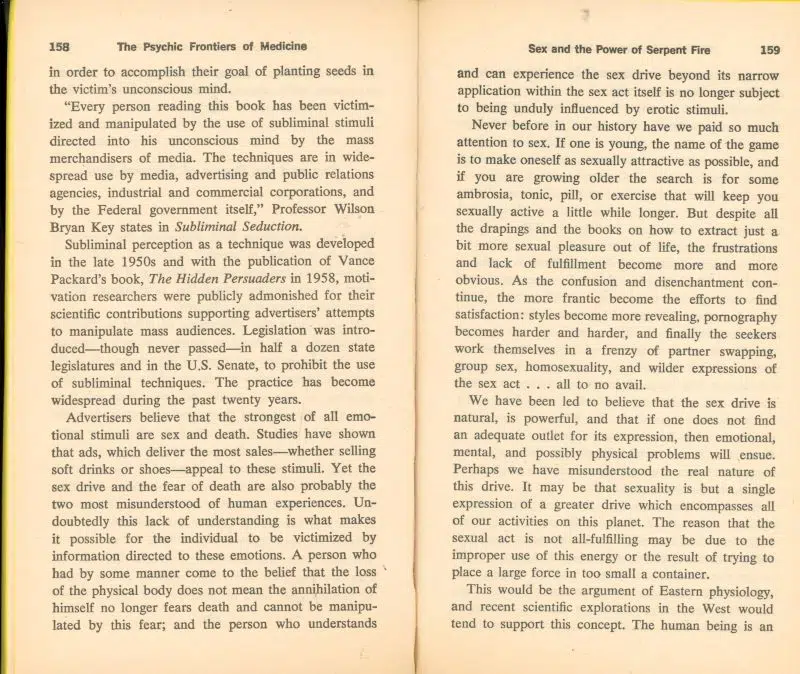 158 The Psychic Frontiers of Medicine
in order to accomplish their goal of planting seeds in
the victim's unconscious mind.
“Every person reading this book has been victim-
ized and manipulated by the use of subliminal stimuli
directed into his unconscious mind by the mass
merchandisers of media. The techniques are in wide-
spread use by media, advertising and public relations
agencies, industrial and commercial corporations, and
by the Federal government itself,” Professor Wilson
Bryan Key states in Subliminal Seduction.
Subliminal perception as a technique was developed
in the late 1950s and with the publication of Vance
Packard's book, The Hidden Persuaders in 1958, moti-
vation researchers were publicly admonished for their
scientific contributions supporting advertisers' attempts
to manipulate mass audiences. Legislation was intro-
duced—though never passed—in half a dozen state
legislatures and in the U.S. Senate, to prohibit the use
of subliminal techniques. The practice has become
widespread during the past twenty years.
Advertisers believe that the strongest of all emo-
tional stimuli are sex and death. Studies have shown
that ads, which deliver the most sales—whether selling
soft drinks or shoes—appeal to these stimuli. Yet the
sex drive and the fear of death are also probably the
two most misunderstood of human experiences. Un-
doubtedly this lack of understanding is what makes
it possible for the individual to be victimized by
information directed to these emotions. A person who
had by some manner come to the belief that the loss
of the physical body does not mean the annihilation of
himself no longer fears death and cannot be manipu-
lated by this fear; and the person who understands
Sex and the Power of Serpent Fire 159
and can experience the sex drive beyond its narrow
application within the sex act itself is no longer subject
to being unduly influenced by erotic stimuli.
Never before in our history have we paid so much
attention to sex. If one is young, the name of the game
is to make oneself as sexually attractive as possible, and
if you are growing older the search is for some
ambrosia, tonic, pill, or exercise that will keep you
sexually active a little while longer. But despite all
the drapings and the books on how to extract just a
bit more sexual pleasure out of life, the frustrations
and lack of fulfillment become more and more
obvious. As the confusion and disenchantment con-
tinue, the more frantic become the efforts to find
satisfaction: styles become more revealing, pornography
becomes harder and harder, and finally the seekers
work themselves in a frenzy of partner swapping,
group sex, homosexuality, and wilder expressions of
the sex act . . . all to no avail.
We have been led to believe that the sex drive is
natural, is powerful, and that if one does not find
an adequate outlet for its expression, then emotional,
mental, and possibly physical problems will ensue.
Perhaps we have misunderstood the real nature of
this drive. It may be that sexuality is but a single
expression of a greater drive which encompasses all
of our activities on this planet. The reason that the
sexual act is not all-fulfilling may be due to the
improper use of this energy or the result of trying to
place a large force in too small a container.
This would be the argument of Eastern physiology,
and recent scientific explorations in the West would
tend to support this concept. The human being is an